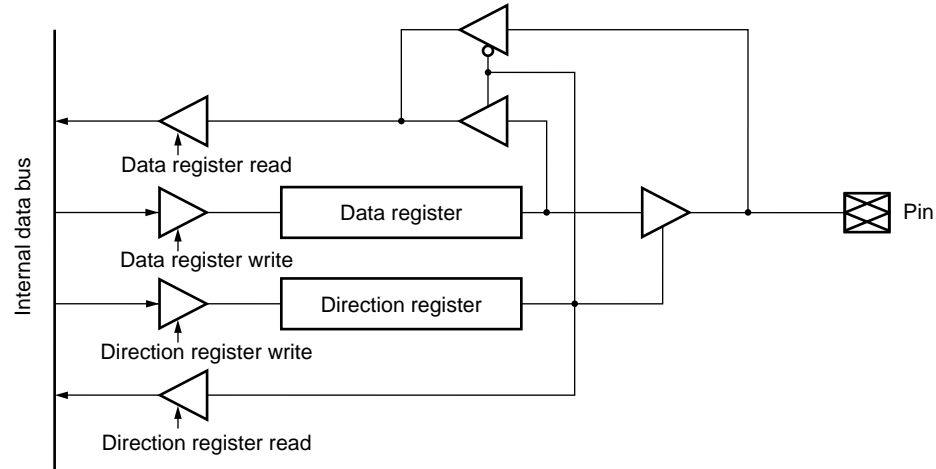 Internal data bus
Data register read
Data register
Pin
Data register write
Direction register
Direction register write
Direction register read